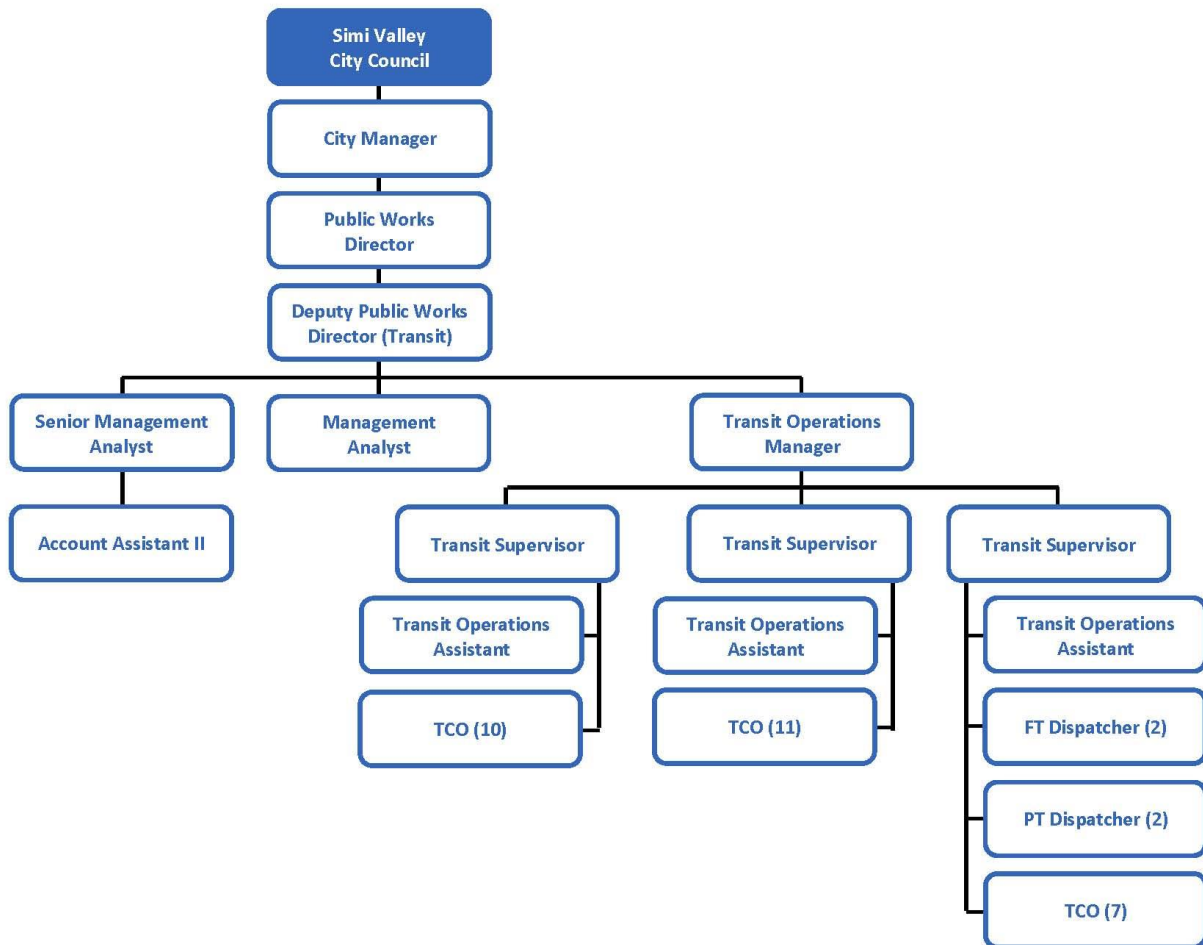 Simi Valley
City Council
City Manager
Public Works
Director
Deputy Public Works
Director (Transit)
Senior Management
Analyst
Management
Analyst
Transit Operations
Manager
Account Assistant II
Transit Supervisor
Transit Supervisor
Transit Supervisor
Transit Operations
Assistant
Transit Operations
Assistant
Transit Operations
Assistant
TCO (10)
TCO (11)
FT Dispatcher (2)
PT Dispatcher (2)
TCO (7)